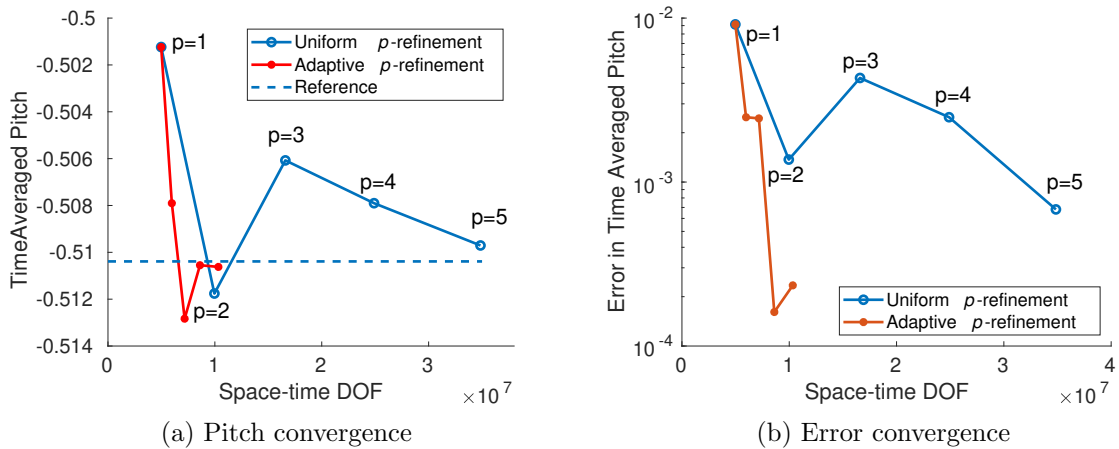 -0.5
-0.502
-0.504
-0.506
-0.508
-0.51
-0.512
-0.514
TimeAveraged Pitch
p=1
p=2
p=3
p=4
p=5
Uniform p-refinement
Adaptive p-refinement
Reference
0
1
2
3
×10^7
Space-time DOF
(a) Pitch convergence
10^-2
10^-3
10^-4
Error in Time Averaged Pitch
p=1
p=2
p=3
p=4
p=5
Uniform p-refinement
Adaptive p-refinement
0
1
2
3
4
×10^7
Space-time DOF
(b) Error convergence